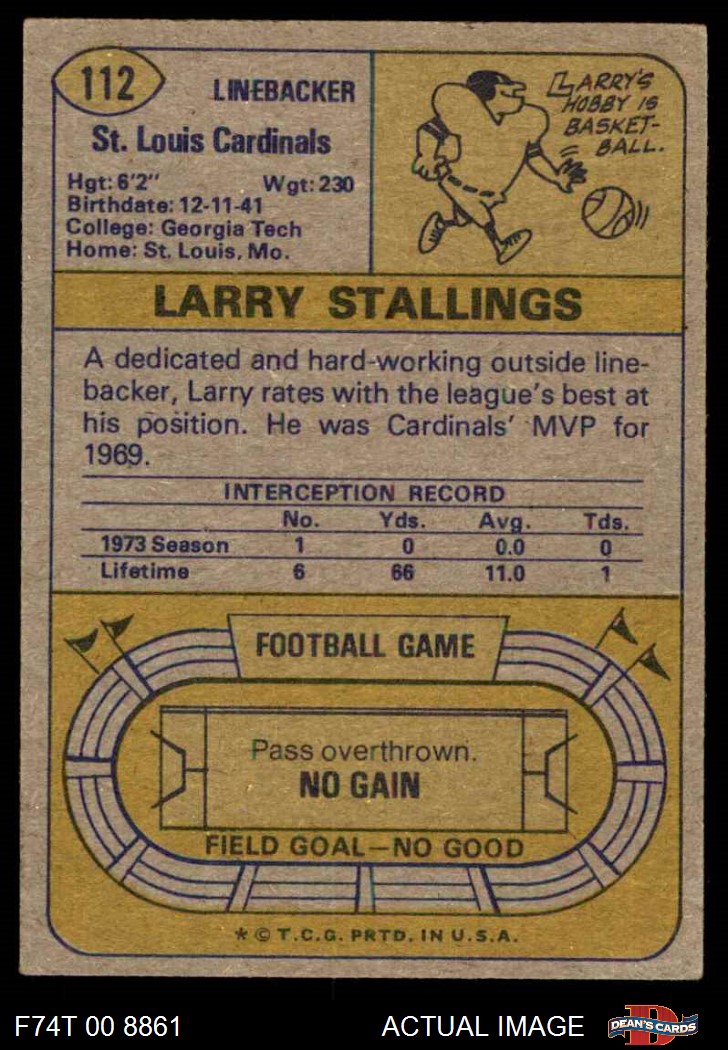 112
LINEBACKER
St. Louis Cardinals
Hgt: 6'2" Wgt: 230
Birthdate: 12-11-41
College: Georgia Tech
Home: St. Louis, Mo.
LARRY'S
HOBBY IS
BASKET-
BALL.
LARRY STALLINGS
A dedicated and hard-working outside line-
backer, Larry rates with the league's best at
his position. He was Cardinals' MVP for
1969.
INTERCEPTION RECORD
No. Yds. Avg. Tds.
1973 Season 1 0 0.0 0
Lifetime 6 66 11.0 1
FOOTBALL GAME
Pass overthrown.
NO GAIN
FIELD GOAL—NO GOOD
* © T.C.G. PRTD. IN U.S.A.
F74T 00 8861
ACTUAL IMAGE
D
DEAN'S CARDS